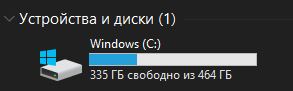 Устройства и диски (1)
Windows (C:)
335 ГБ свободно из 464 ГБ